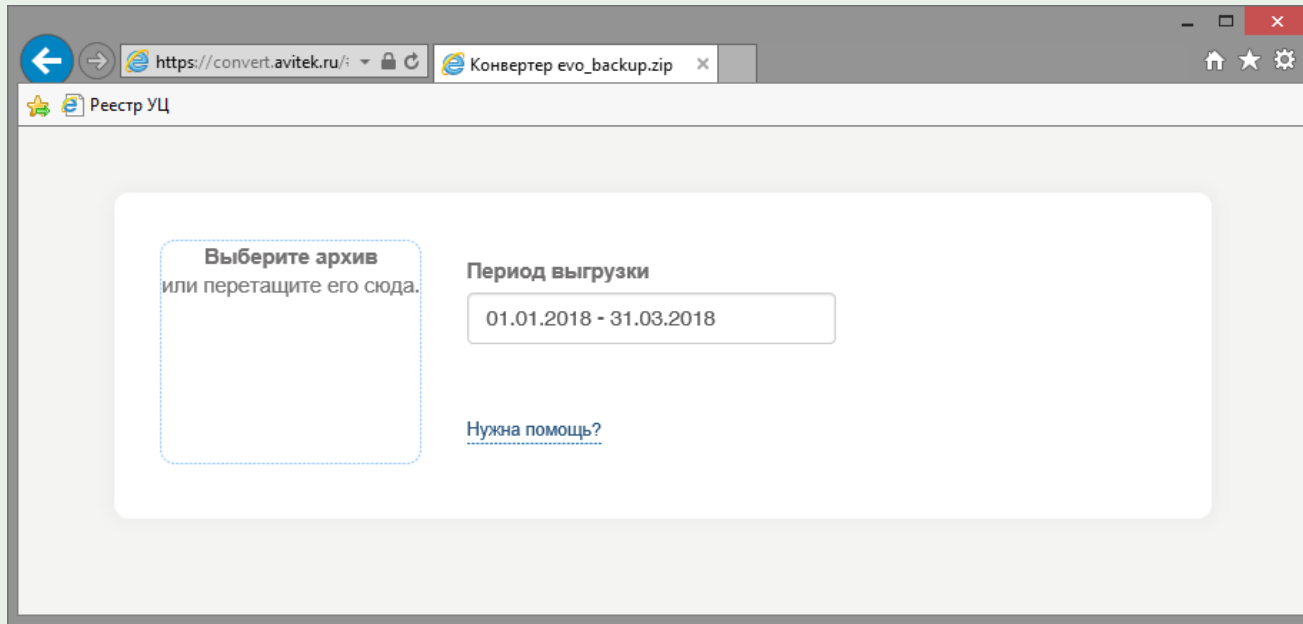 https://convert.avitek.ru/
Конвертер evo_backup.zip
Реестр УЦ
Выберите архив
или перетащите его сюда.
Период выгрузки
01.01.2018 - 31.03.2018
Нужна помощь?